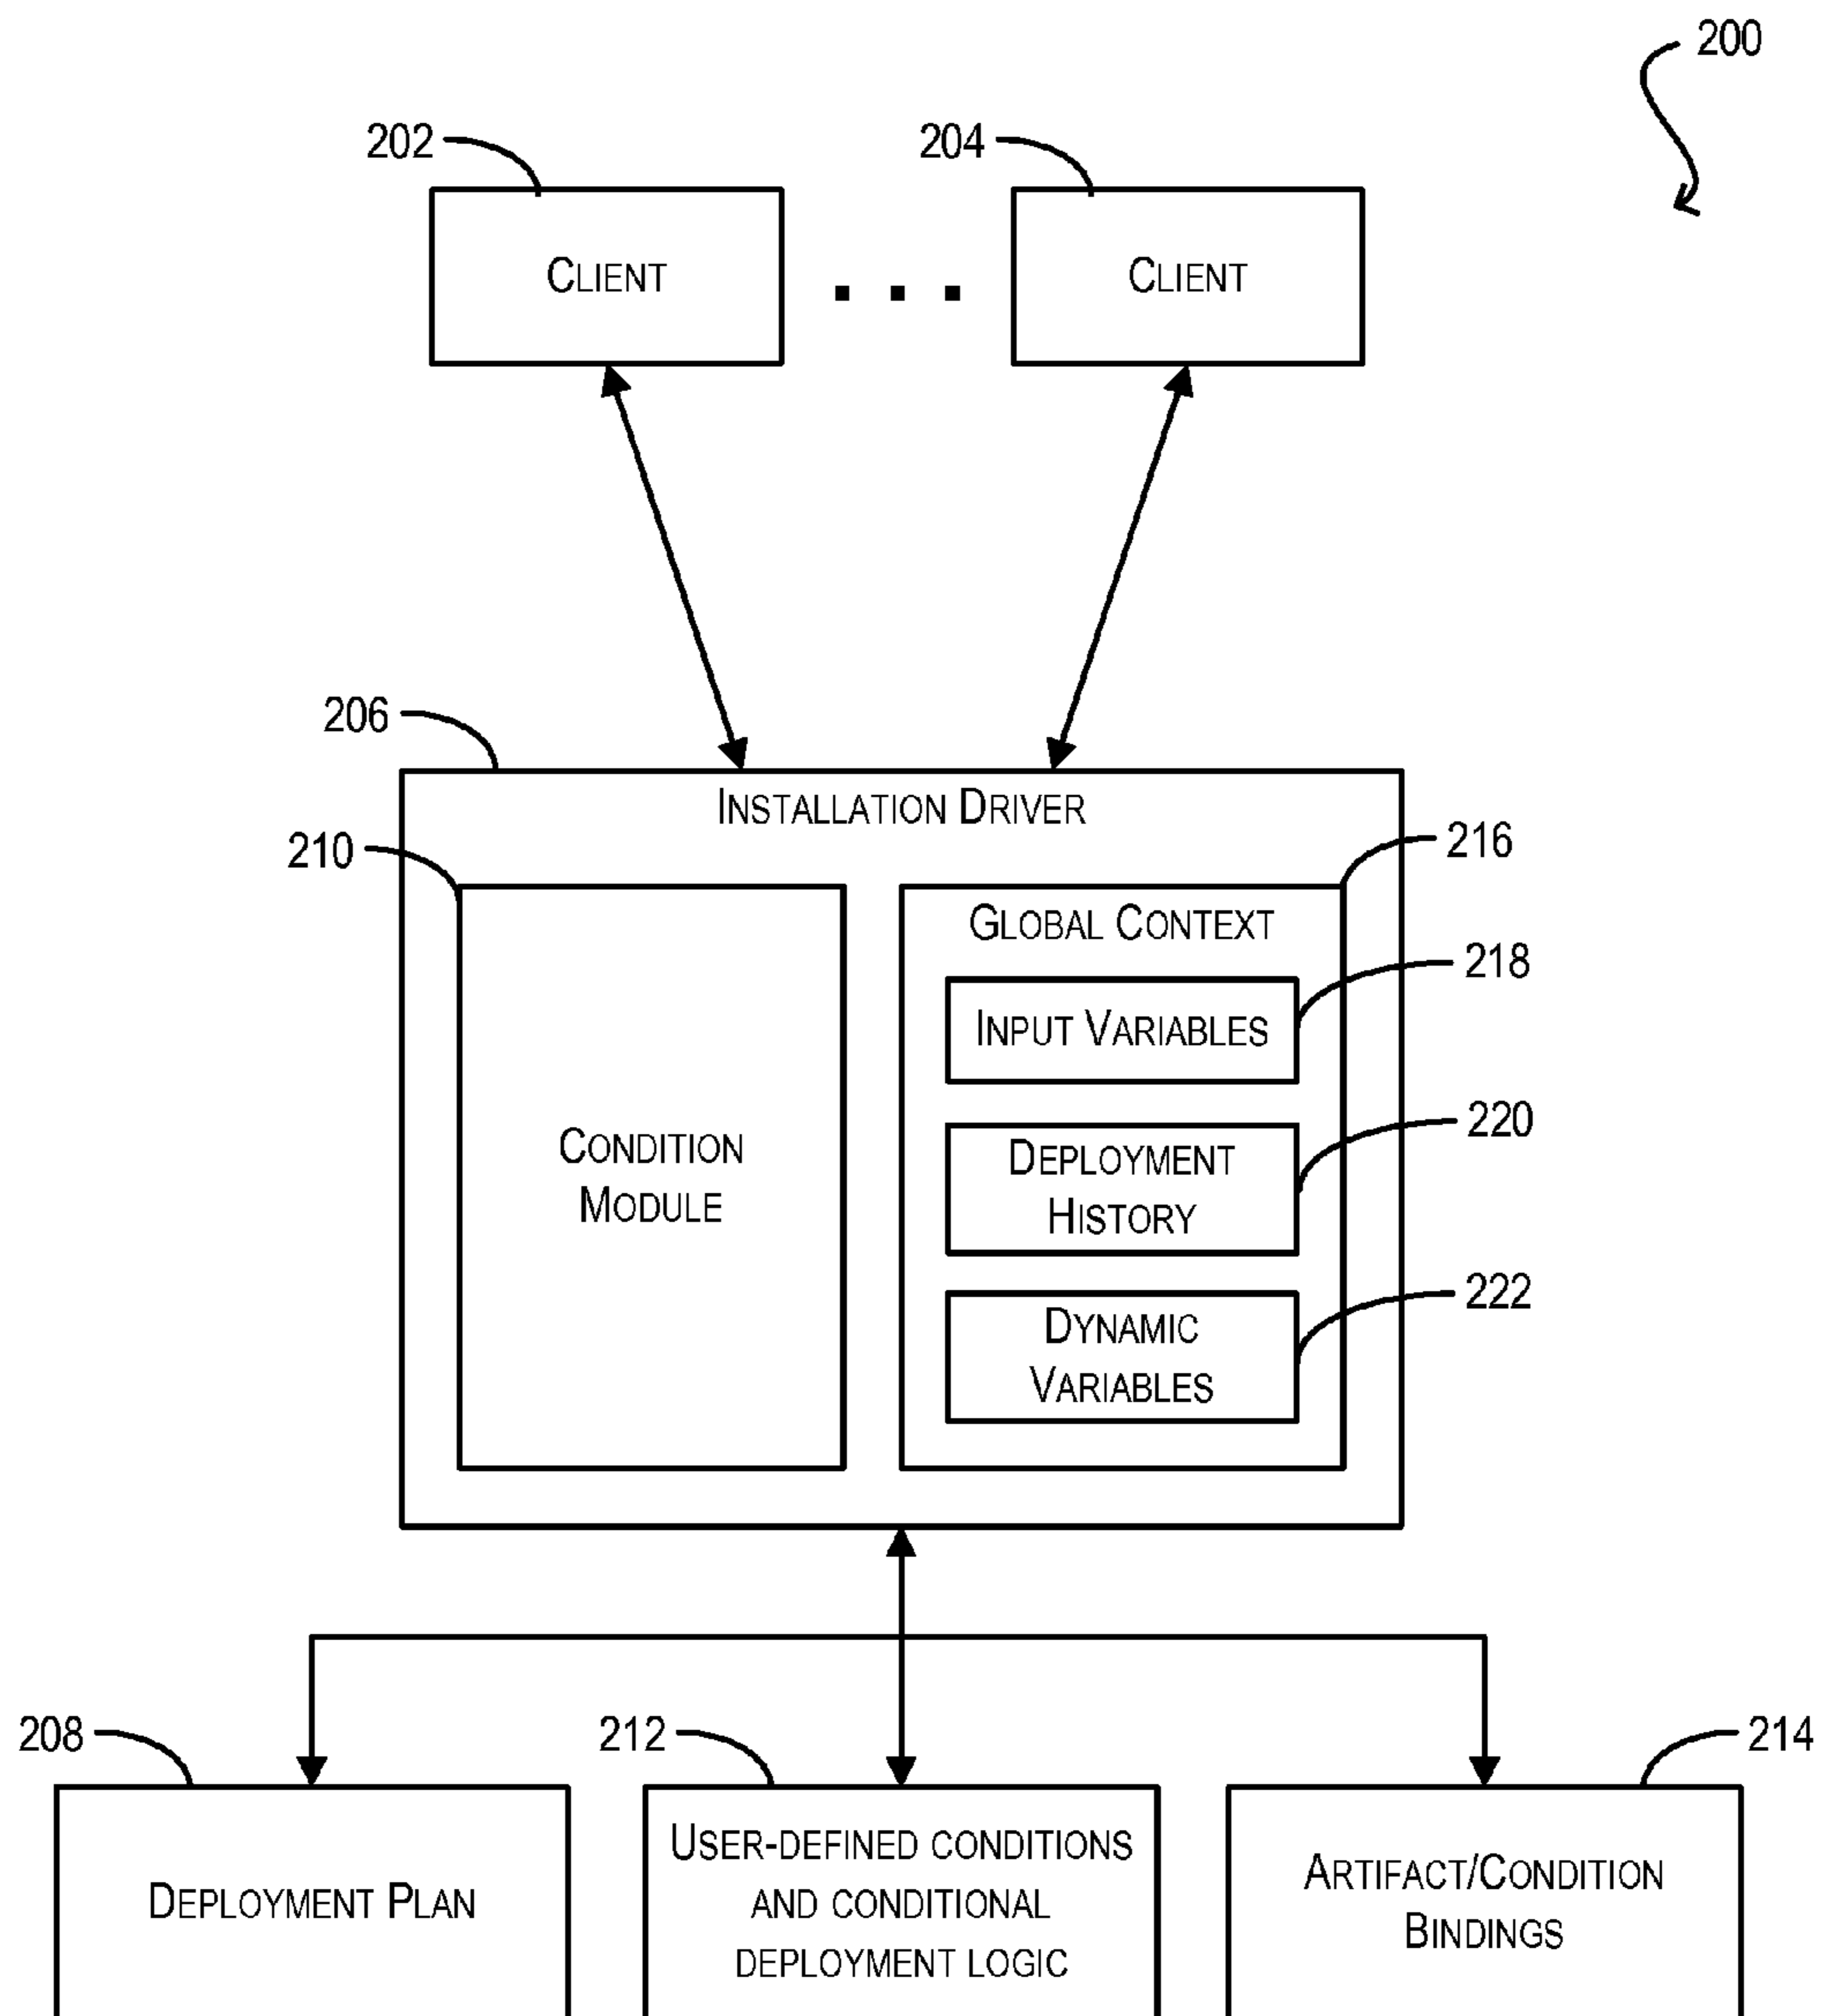 200
202
204
CLIENT
CLIENT
206
INSTALLATION DRIVER
210
216
GLOBAL CONTEXT
218
INPUT VARIABLES
220
DEPLOYMENT
HISTORY
CONDITION
MODULE
222
DYNAMIC
VARIABLES
208
212
214
DEPLOYMENT PLAN
USER-DEFINED CONDITIONS
AND CONDITIONAL
DEPLOYMENT LOGIC
ARTIFACT/CONDITION
BINDINGS